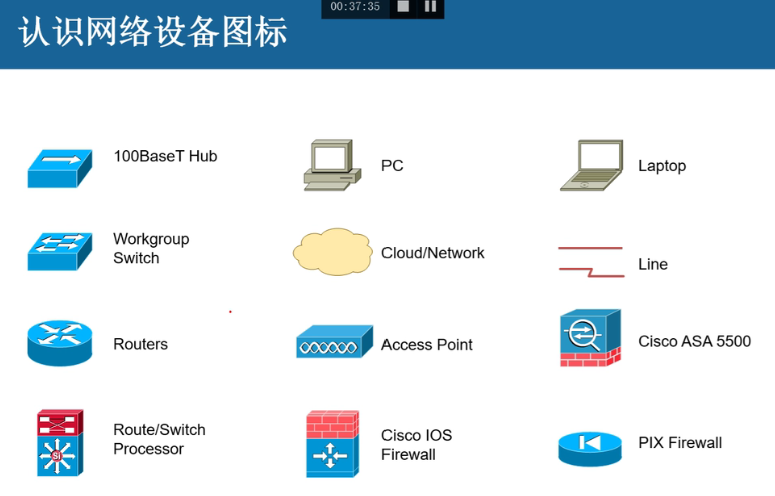 00:37:35
认识网络设备图标
100BaseT Hub
PC
Laptop
Workgroup
Switch
Cloud/Network
Line
Routers
Access Point
Cisco ASA 5500
Route/Switch
Processor
Si
Cisco IOS
Firewall
PIX Firewall